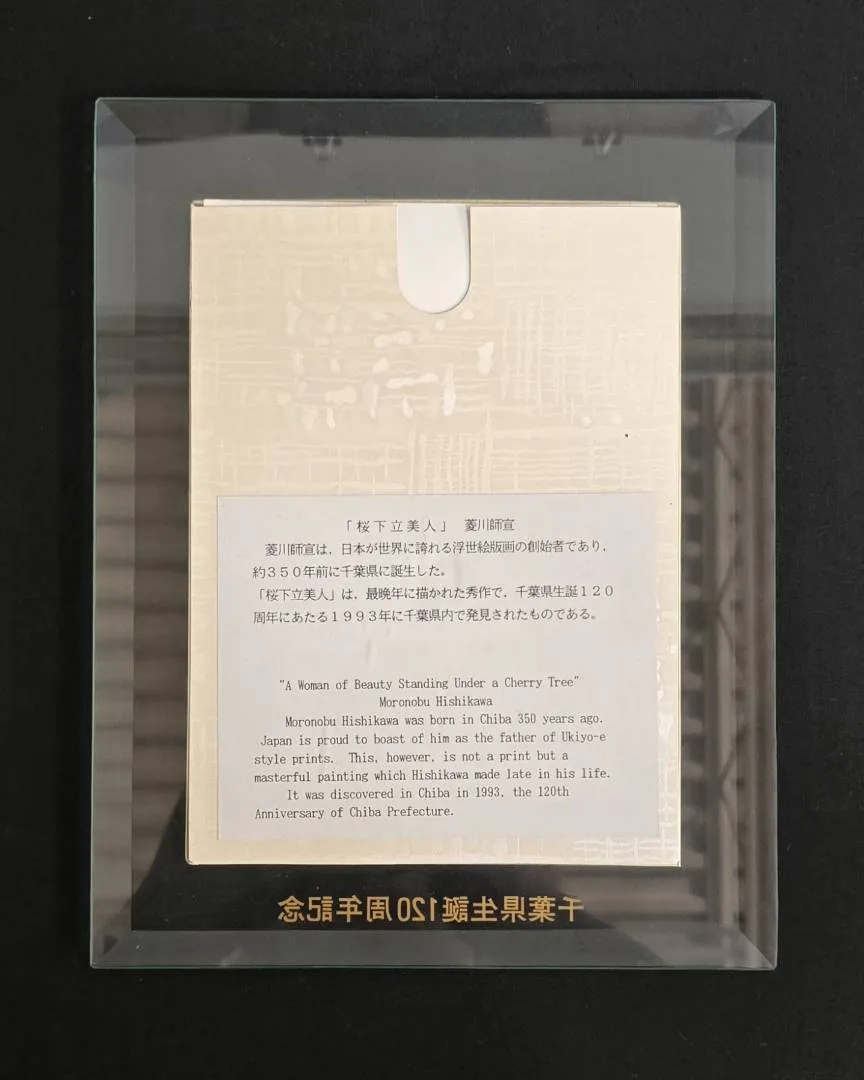 「桜下立美人」 菱川師宣
菱川師宣は，日本が世界に誇れる浮世絵版画の創始者であり，
約３５０年前に千葉県に誕生した。
「桜下立美人」は，最晩年に描かれた秀作で，千葉県生誕１２０
周年にあたる１９９３年に千葉県内で発見されたものである。
"A Woman of Beauty Standing Under a Cherry Tree"
Moronobu Hishikawa
Moronobu Hishikawa was born in Chiba 350 years ago.
Japan is proud to boast of him as the father of Ukiyo-e
style prints. This, however, is not a print but a
masterful painting which Hishikawa made late in his life.
It was discovered in Chiba in 1993, the 120th
Anniversary of Chiba Prefecture.
千葉県生誕120周年記念